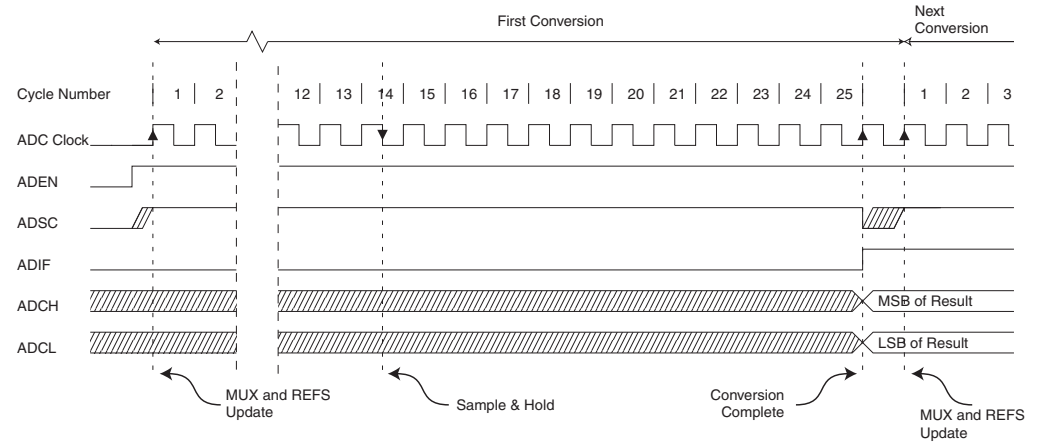 First Conversion
Next
Conversion
Cycle Number 1 2 12 13 14 15 16 17 18 19 20 21 22 23 24 25 1 2 3
ADC Clock
ADEN
ADSC
ADIF
ADCH MSB of Result
ADCL LSB of Result
MUX and REFS
Update
Sample & Hold
Conversion
Complete
MUX and REFS
Update